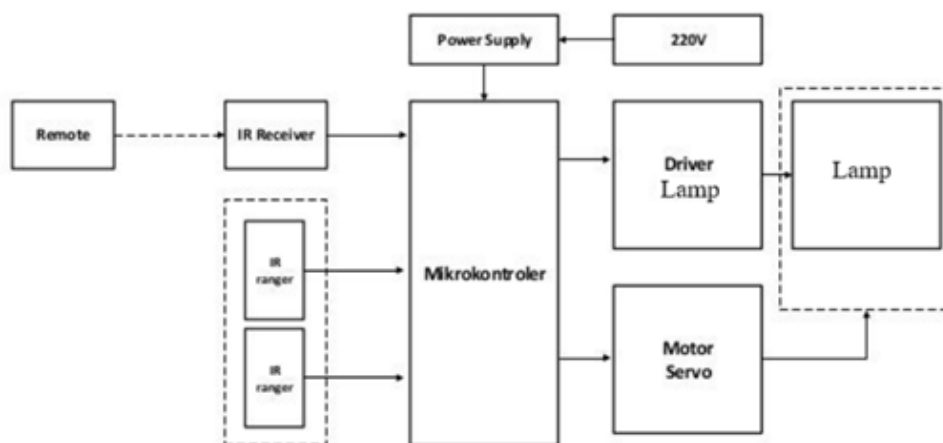 Power Supply
220V
Remote
IR Receiver
Driver
Lamp
Lamp
IR
ranger
Mikrokontroler
IR
ranger
Motor
Servo